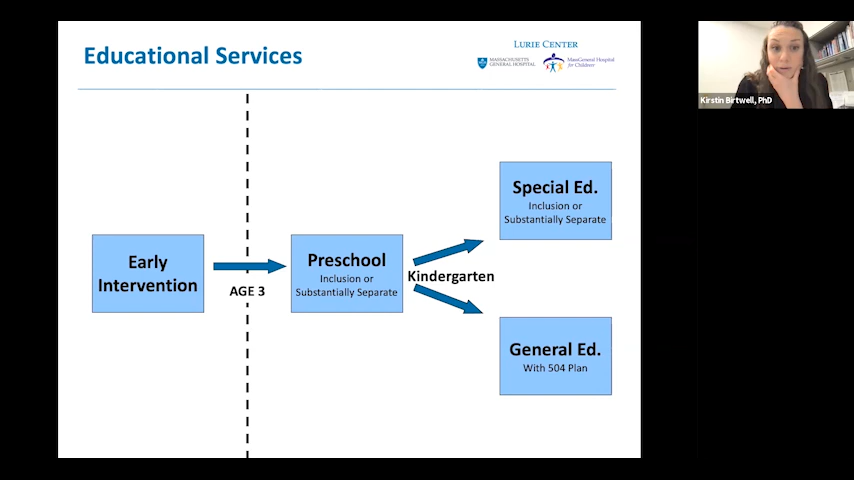 Educational Services
LURIE CENTER
MASSACHUSETTS
GENERAL HOSPITAL
MassGeneral Hospital
for Children
Kirstin Birtwell, PhD
Special Ed.
Inclusion or
Substantially Separate
Early
Intervention
AGE 3
Preschool
Inclusion or
Substantially Separate
Kindergarten
General Ed.
With 504 Plan